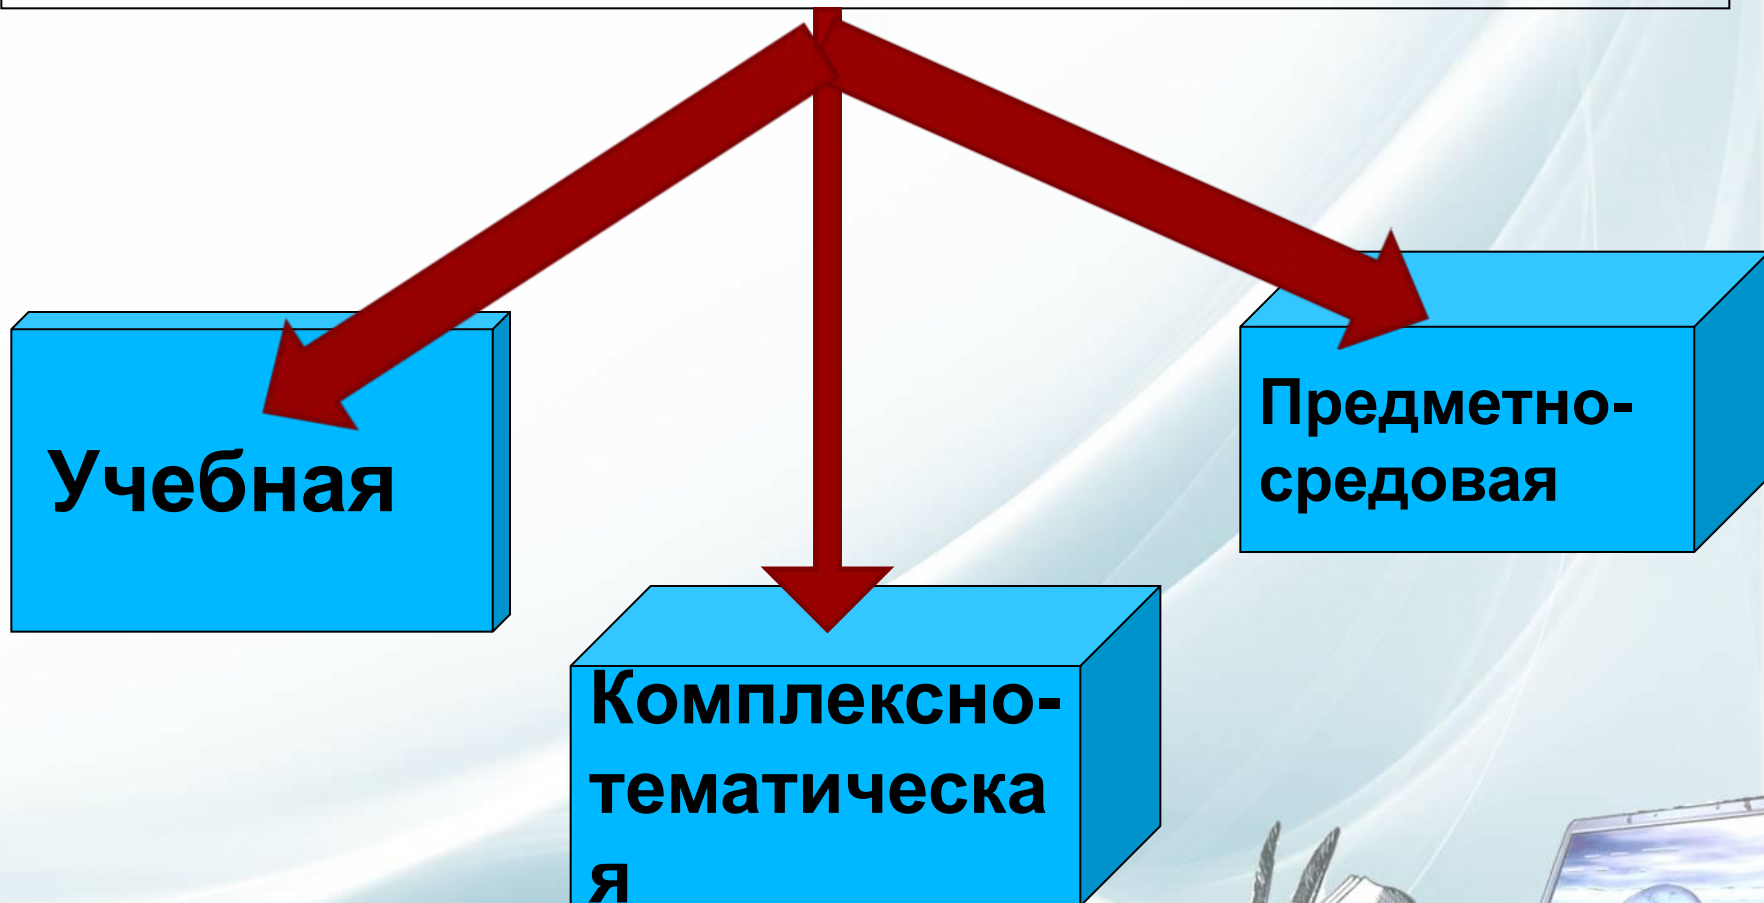 Учебная
Предметно-
средовая
Комплексно-
тематическа
я